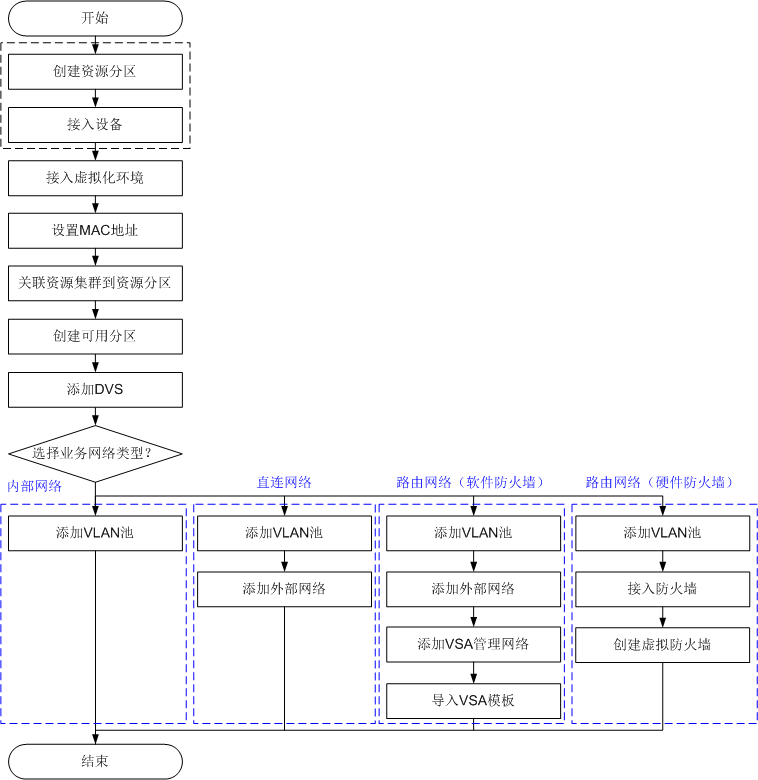 开始
创建资源分区
接入设备
接入虚拟化环境
设置MAC地址
关联资源集群到资源分区
创建可用分区
添加DVS
选择业务网络类型？
内部网络
直连网络
路由网络（软件防火墙）
路由网络（硬件防火墙）
添加VLAN池
添加VLAN池
添加VLAN池
添加VLAN池
添加外部网络
添加外部网络
接入防火墙
添加VSA管理网络
创建虚拟防火墙
导入VSA模板
结束